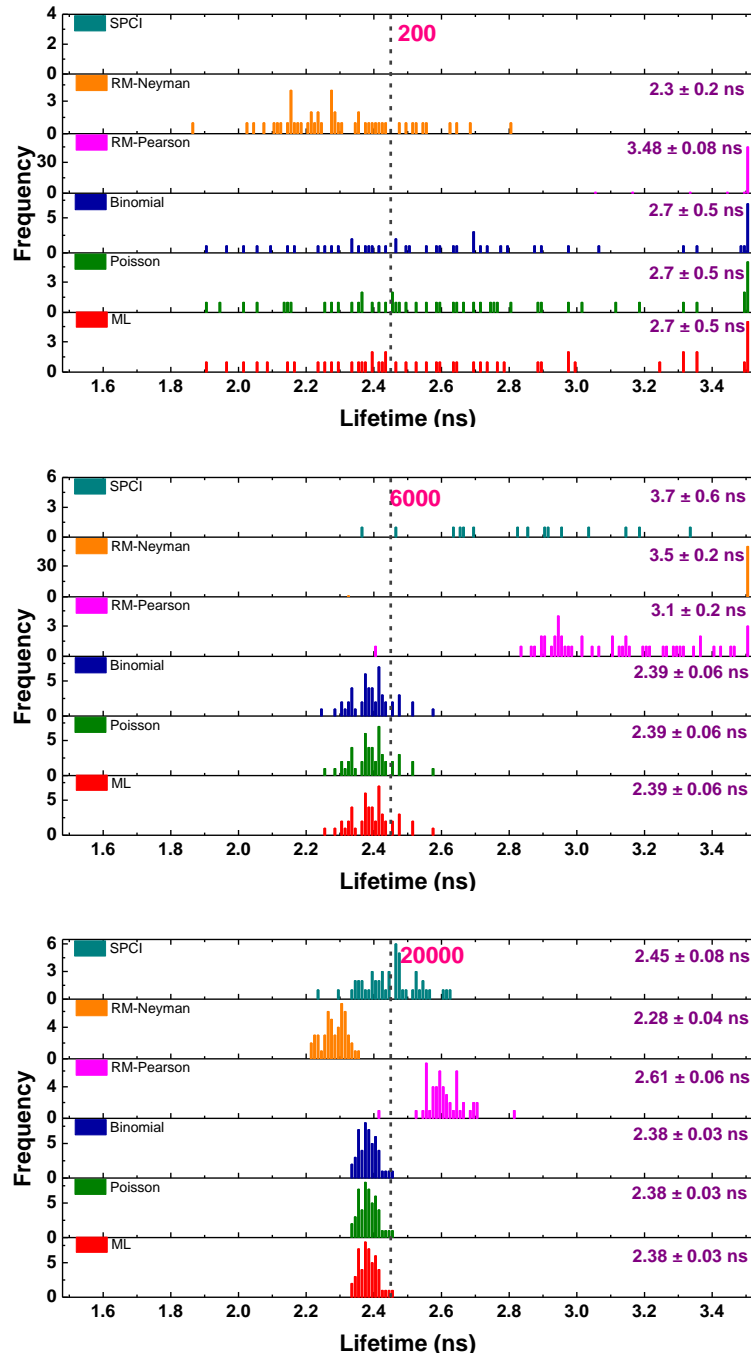 4
SPCI
200
2
0
RM-Neyman
3
2.3 ± 0.2 ns
0
RM-Pearson
3.48 ± 0.08 ns
30
0
Binomial
2.7 ± 0.5 ns
5
0
Poisson
2.7 ± 0.5 ns
3
0
ML
2.7 ± 0.5 ns
3
0
Frequency
1.6 1.8 2.0 2.2 2.4 2.6 2.8 3.0 3.2 3.4
Lifetime (ns)
6
SPCI
6000
3.7 ± 0.6 ns
3
0
RM-Neyman
3.5 ± 0.2 ns
30
0
RM-Pearson
3.1 ± 0.2 ns
3
0
Binomial
2.39 ± 0.06 ns
5
0
Poisson
2.39 ± 0.06 ns
5
0
ML
2.39 ± 0.06 ns
5
0
Frequency
1.6 1.8 2.0 2.2 2.4 2.6 2.8 3.0 3.2 3.4
Lifetime (ns)
6
SPCI
20000
2.45 ± 0.08 ns
4
2
0
RM-Neyman
2.28 ± 0.04 ns
4
0
RM-Pearson
2.61 ± 0.06 ns
4
0
Binomial
2.38 ± 0.03 ns
5
0
Poisson
2.38 ± 0.03 ns
5
0
ML
2.38 ± 0.03 ns
5
0
Frequency
1.6 1.8 2.0 2.2 2.4 2.6 2.8 3.0 3.2 3.4
Lifetime (ns)